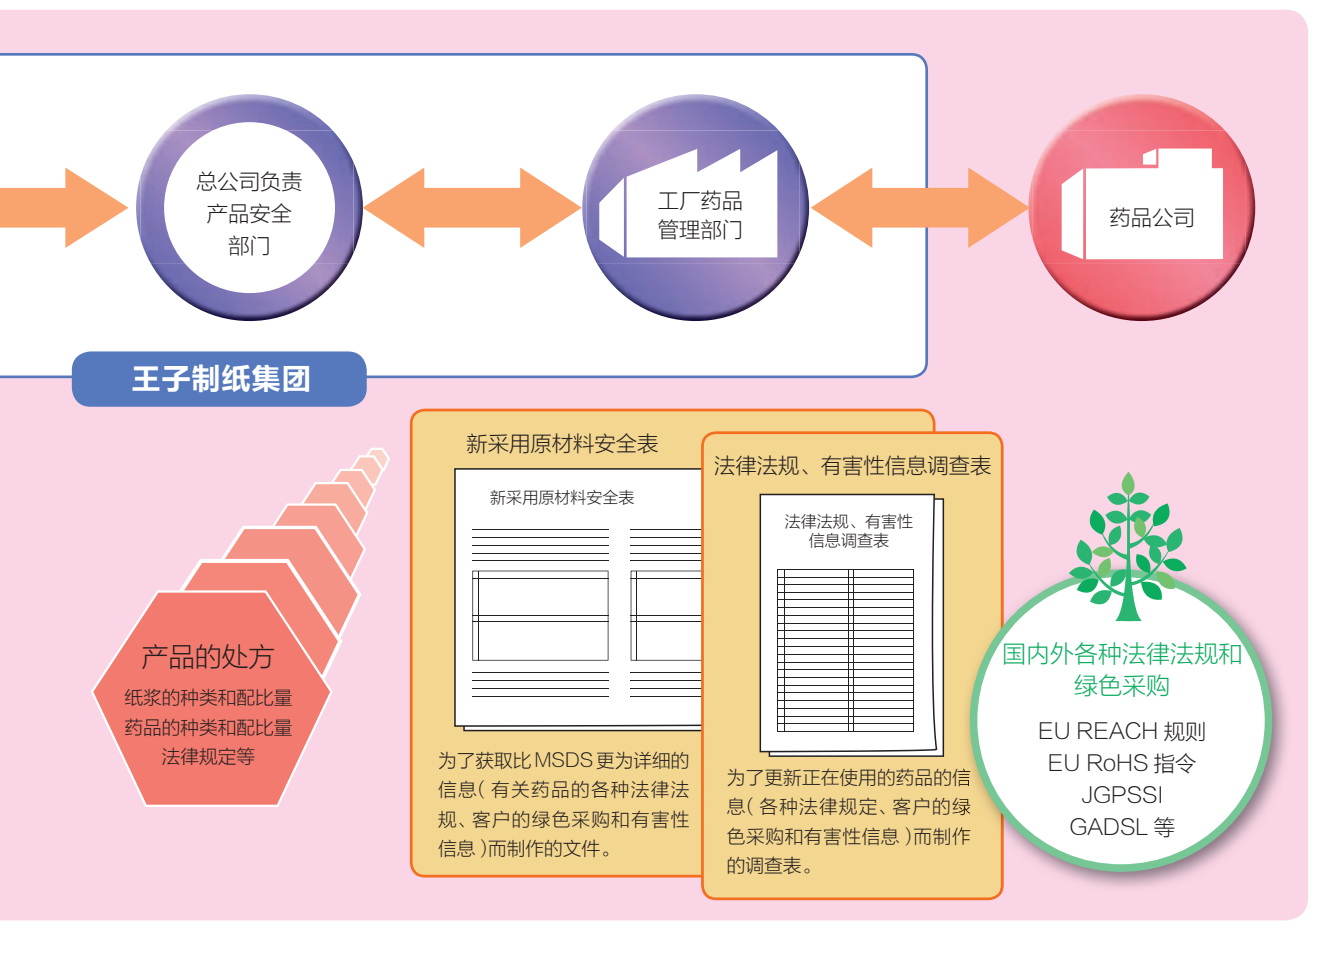 总公司负责
产品安全
部门
工厂药品
管理部门
药品公司
王子制纸集团
产品的处方
纸浆的种类和配比量
药品的种类和配比量
法律规定等
新采用原材料安全表
新采用原材料安全表
为了获取比 MSDS 更为详细的
信息（有关药品的各种法律法
规、客户的绿色采购和有害性
信息）而制作的文件。
法律法规、有害性信息调查表
法律法规、有害性
信息调查表
为了更新正在使用的药品的信
息（各种法律规定、客户的绿
色采购和有害性信息）而制作
的调查表。
国内外各种法律法规和
绿色采购
EU REACH 规则
EU RoHS 指令
JGPSSI
GADSL 等